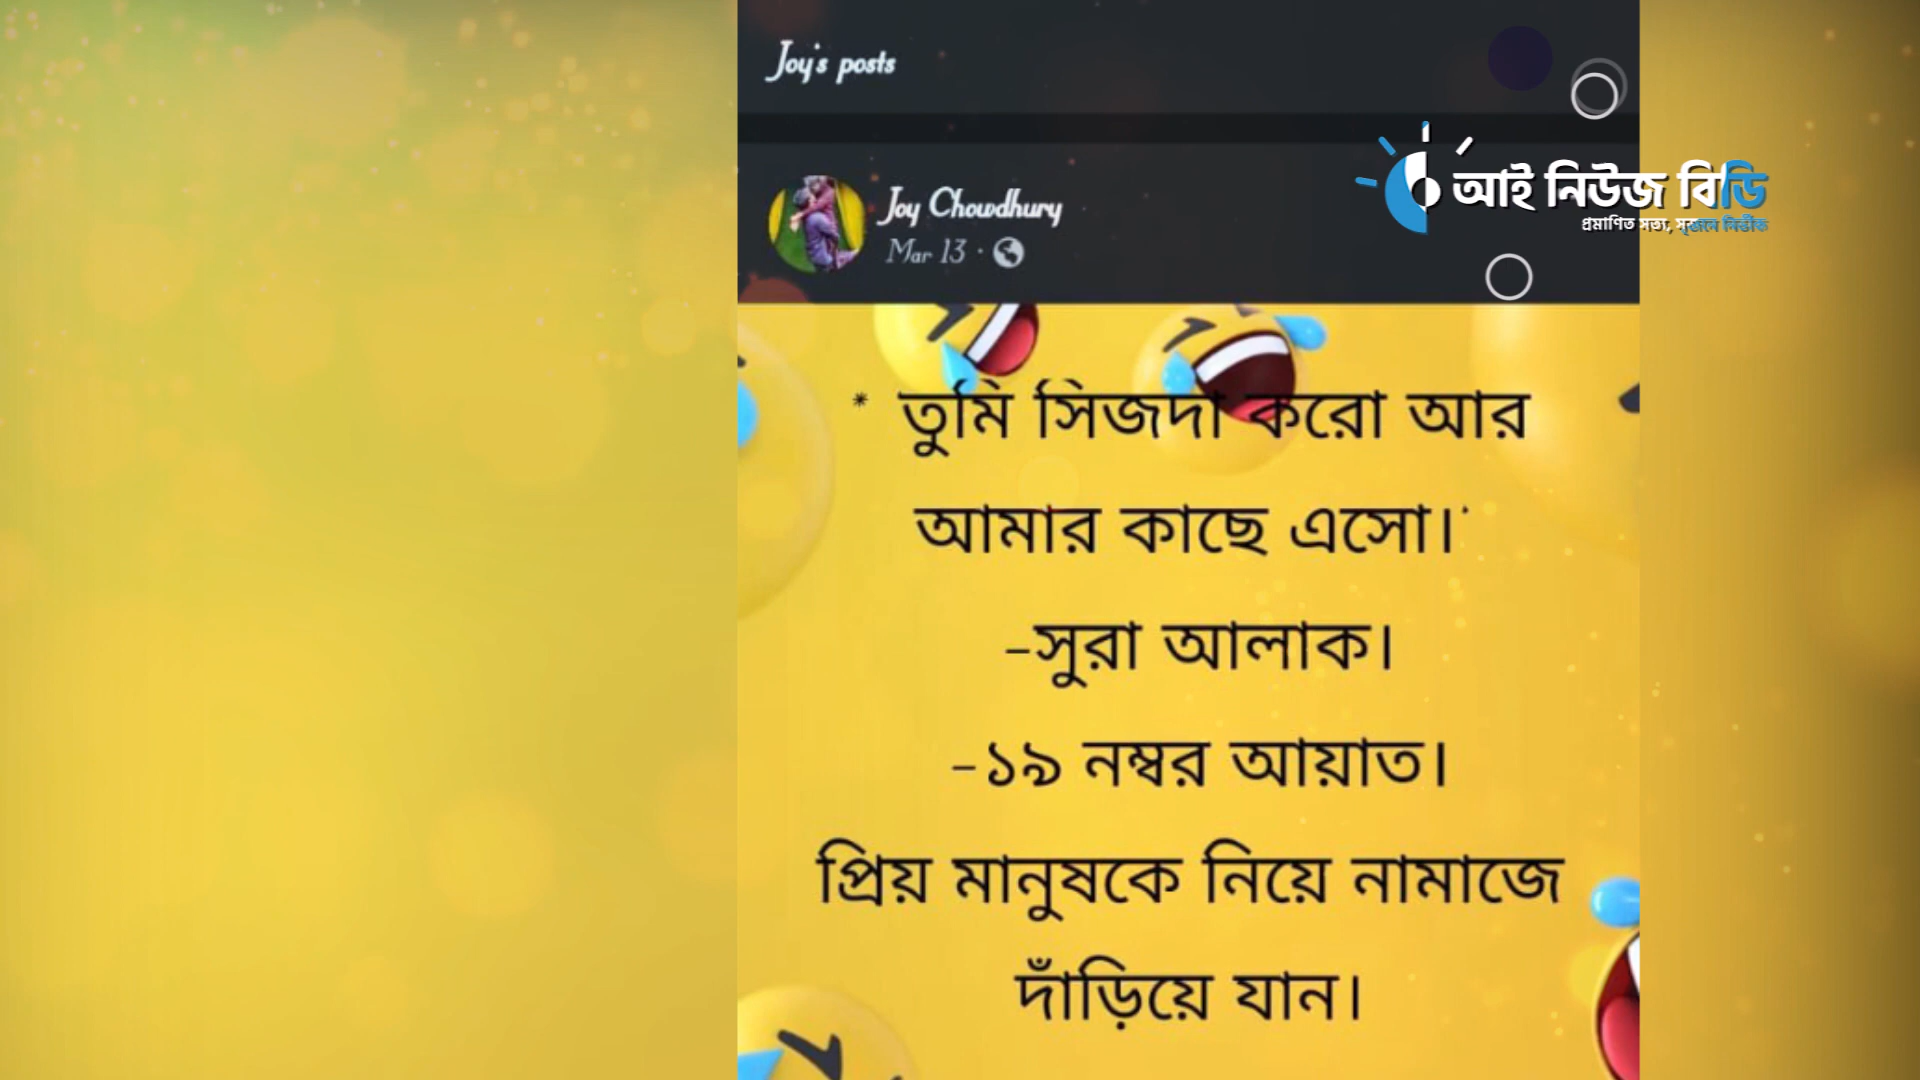 Joy's posts
Joy Chowdhury
Mar 13 ·
আই নিউজ বিডি
প্রমাণিত সত্য, সৃজনে নির্ভীক
* তুমি সিজদা করো আর
আমার কাছে এসো।'
-সুরা আলাক।
-১৯ নম্বর আয়াত।
প্রিয় মানুষকে নিয়ে নামাজে
দাঁড়িয়ে যান।